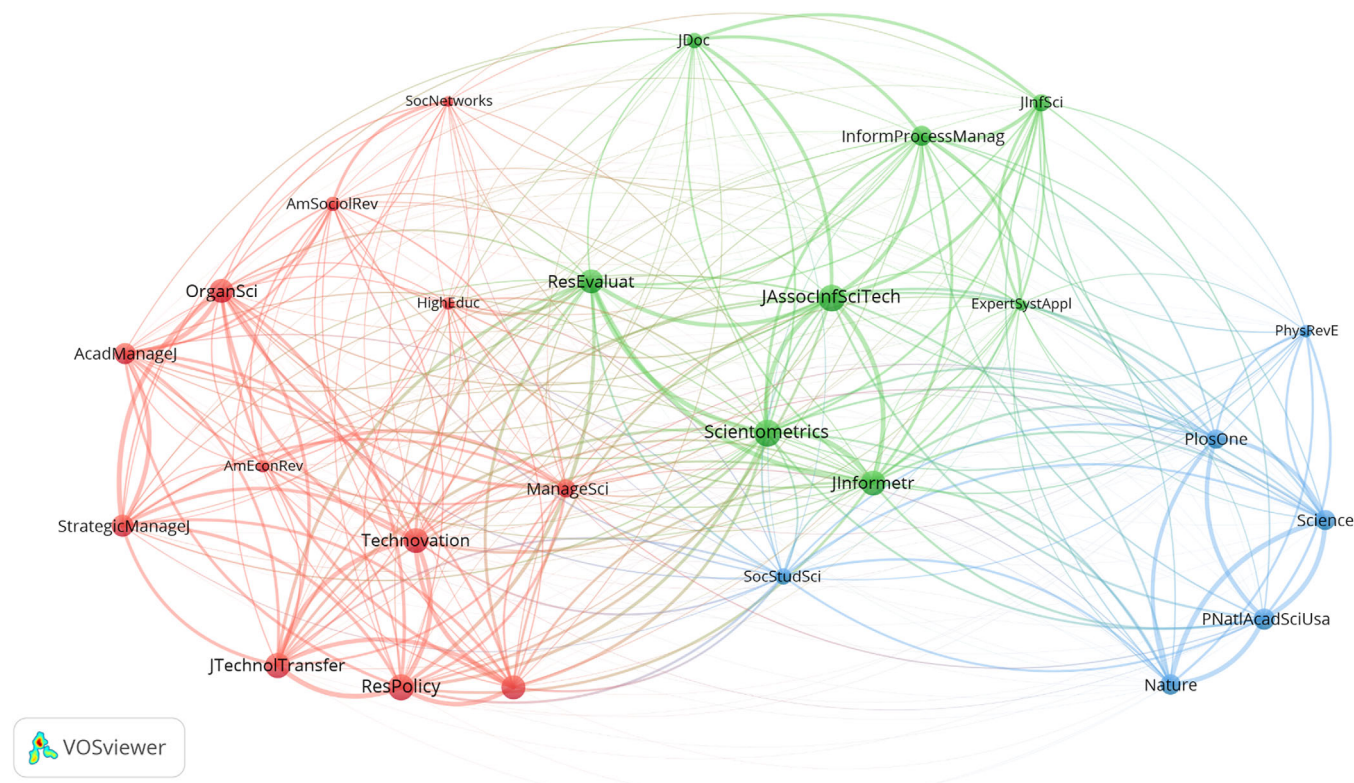 JDoc
SocNetworks
JInfSci
InformProcessManag
AmSociolRev
ResEvaluat
OrganSci
JAssocInfSciTech
HighEduc
ExpertSystAppl
PhysRevE
AcadManageJ
Scientometrics
PlosOne
AmEconRev
JInformetr
ManageSci
Science
StrategicManageJ
Technovation
SocStudSci
PNatlAcadSciUsa
JTechnolTransfer
ResPolicy
Nature
VOSviewer